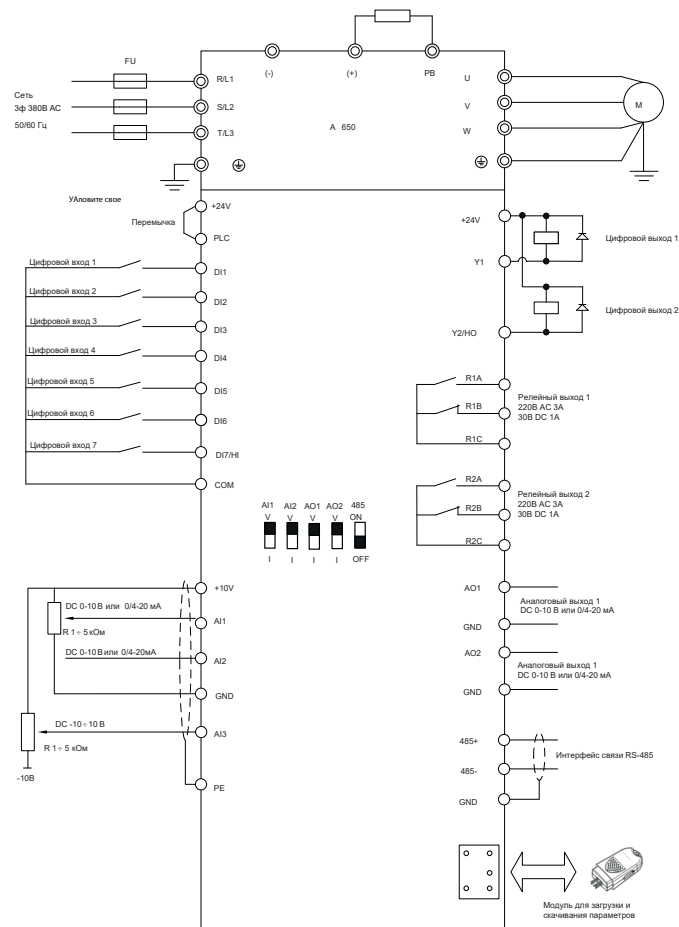 FU
(-)
(+)
PB
R/L1
U
Сеть
3ф 380В AC
50/60 Гц
S/L2
V
M
T/L3
А 650
W
УАловите свое
+24V
Перемычка
PLC
+24V
Цифровой выход 1
Y1
Цифровой вход 1
DI1
Цифровой вход 2
DI2
Цифровой выход 2
Цифровой вход 3
DI3
Y2/HO
Цифровой вход 4
DI4
Цифровой вход 5
DI5
R1A
Релейный выход 1
220В AC 3A
30В DC 1A
R1B
Цифровой вход 6
DI6
R1C
Цифровой вход 7
DI7/HI
COM
R2A
Релейный выход 2
220В AC 3A
30В DC 1A
R2B
R2C
AI1 AI2 AO1 AO2 485
V V V V ON
I I I I OFF
+10V
AO1
DC 0-10 В или 0/4-20 мА
Аналоговый выход 1
DC 0-10 В или 0/4-20 мА
AI1
GND
R 1÷ 5 кОм
DC 0-10 В или 0/4-20мА
AI2
AO2
Аналоговый выход 1
DC 0-10 В или 0/4-20 мА
GND
GND
DC -10÷10 В
AI3
R 1÷ 5 кОм
-10В
485+
Интерфейс связи RS-485
485-
PE
GND
Модуль для загрузки и
скачивания параметров